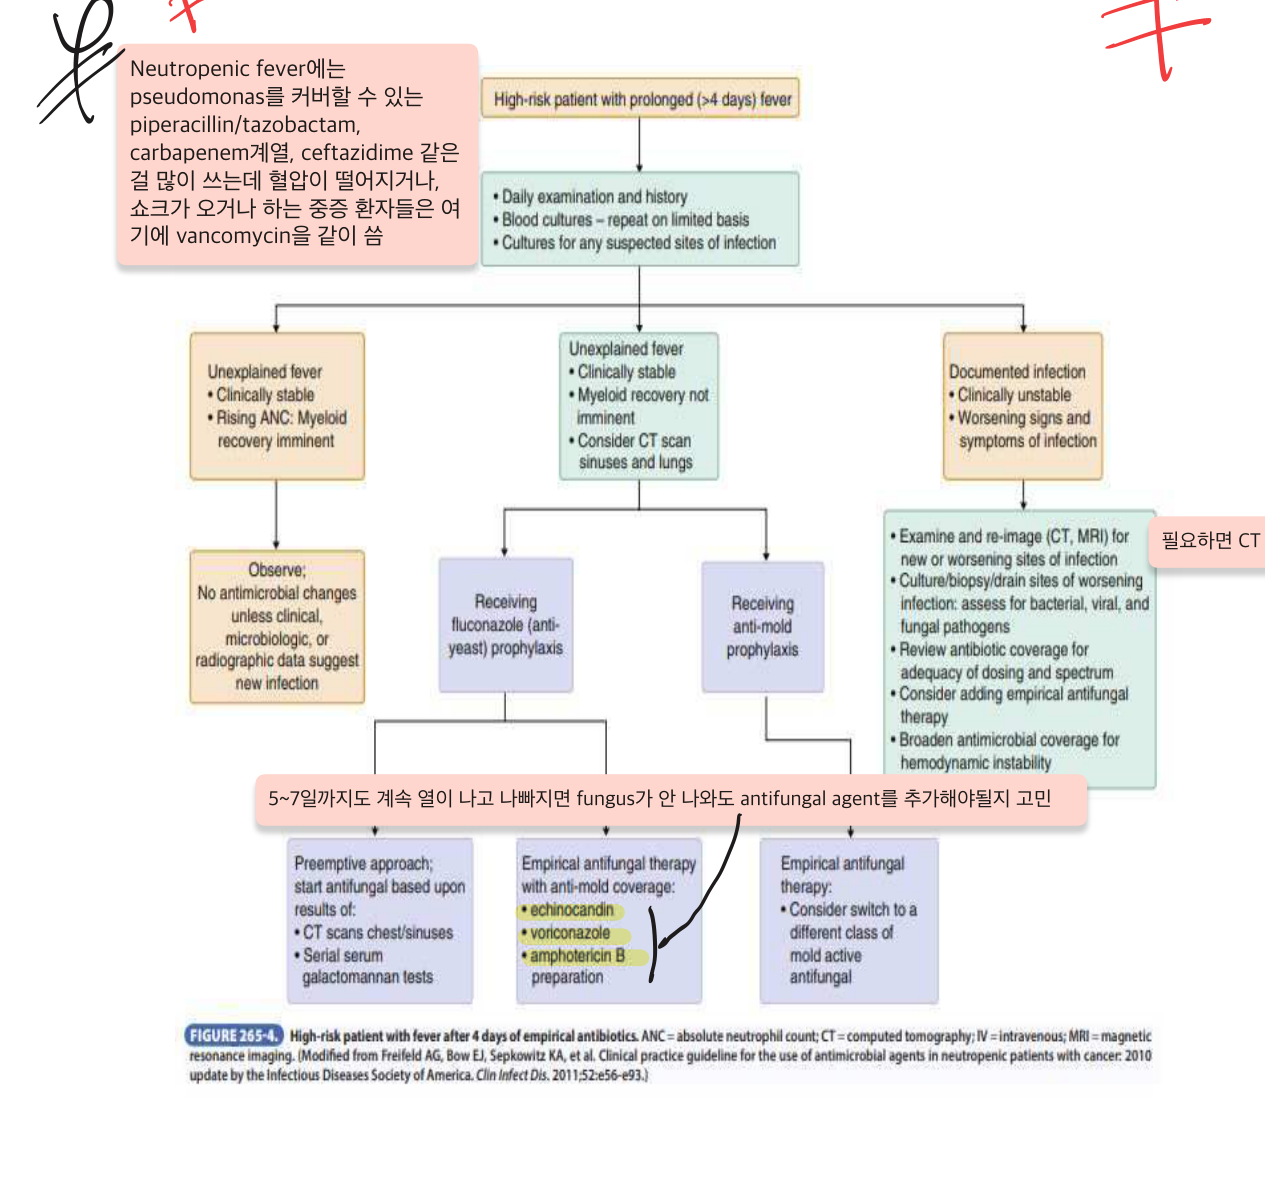 Neutropenic fever에는
pseudomonas를 커버할 수 있는
piperacillin/tazobactam,
carbapenem계열, ceftazidime 같은
걸 많이 쓰는데 혈압이 떨어지거나,
쇼크가 오거나 하는 중증 환자들은 여
기에 vancomycin을 같이 씀
High-risk patient with prolonged (>4 days) fever
• Daily examination and history
• Blood cultures – repeat on limited basis
• Cultures for any suspected sites of infection
Unexplained fever
• Clinically stable
• Rising ANC: Myeloid
recovery imminent
Unexplained fever
• Clinically stable
• Myeloid recovery not
imminent
• Consider CT scan
sinuses and lungs
Documented infection
• Clinically unstable
• Worsening signs and
symptoms of infection
Observe;
No antimicrobial changes
unless clinical,
microbiologic, or
radiographic data suggest
new infection
Receiving
fluconazole (anti-
yeast) prophylaxis
Receiving
anti-mold
prophylaxis
• Examine and re-image (CT, MRI) for
new or worsening sites of infection
• Culture/biopsy/drain sites of worsening
infection: assess for bacterial, viral, and
fungal pathogens
• Review antibiotic coverage for
adequacy of dosing and spectrum
• Consider adding empirical antifungal
therapy
• Broaden antimicrobial coverage for
hemodynamic instability
필요하면 CT
5~7일까지도 계속 열이 나고 나빠지면 fungus가 안 나와도 antifungal agent를 추가해야될지 고민
Preemptive approach;
start antifungal based upon
results of:
• CT scans chest/sinuses
• Serial serum
galactomannan tests
Empirical antifungal therapy
with anti-mold coverage:
• echinocandin
• voriconazole
• amphotericin B
preparation
Empirical antifungal
therapy:
• Consider switch to a
different class of
mold active
antifungal
FIGURE 265-4. High-risk patient with fever after 4 days of empirical antibiotics. ANC = absolute neutrophil count; CT = computed tomography; IV = intravenous; MRI = magnetic
resonance imaging. (Modified from Freifeld AG, Bow EJ, Sepkowitz KA, et al. Clinical practice guideline for the use of antimicrobial agents in neutropenic patients with cancer: 2010
update by the Infectious Diseases Society of America. Clin Infect Dis. 2011;52:e56-e93.)